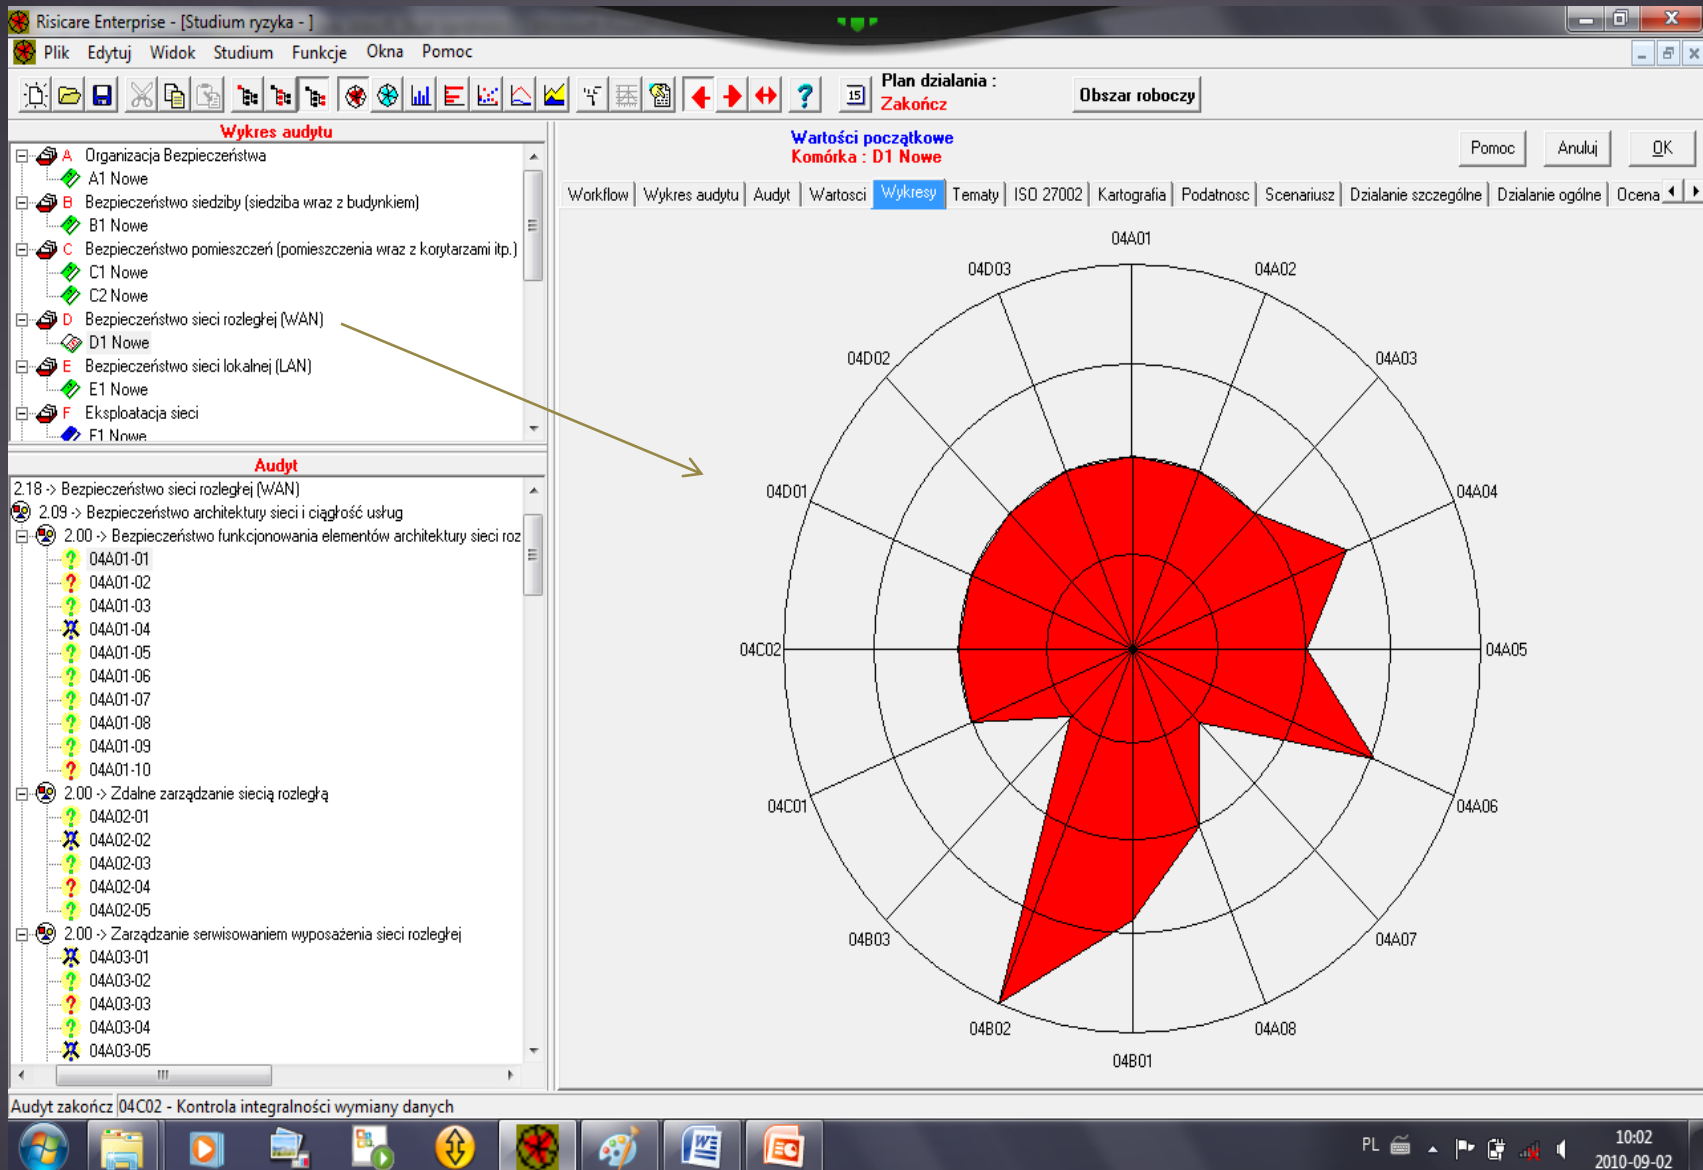 Risicare Enterprise - [Studium ryzyka - ]
Plik Edytuj Widok Studium Funkcje Okna Pomoc
15 Plan działania :
Zakończ
Obszar roboczy
Wykres audytu
A Organizacja Bezpieczeństwa
A1 Nowe
B Bezpieczeństwo siedziby (siedziba wraz z budynkiem)
B1 Nowe
C Bezpieczeństwo pomieszczeń (pomieszczenia wraz z korytarzami itp.)
C1 Nowe
C2 Nowe
D Bezpieczeństwo sieci rozległej (WAN)
D1 Nowe
E Bezpieczeństwo sieci lokalnej (LAN)
E1 Nowe
F Eksploatacja sieci
F1 Nowe
Audyt
2.18 -> Bezpieczeństwo sieci rozległej (WAN)
2.09 -> Bezpieczeństwo architektury sieci i ciągłość usług
2.00 -> Bezpieczeństwo funkcjonowania elementów architektury sieci roz
04A01-01
04A01-02
04A01-03
04A01-04
04A01-05
04A01-06
04A01-07
04A01-08
04A01-09
04A01-10
2.00 -> Zdalne zarządzanie siecią rozległą
04A02-01
04A02-02
04A02-03
04A02-04
04A02-05
2.00 -> Zarządzanie serwisowaniem wyposażenia sieci rozległej
04A03-01
04A03-02
04A03-03
04A03-04
04A03-05
Wartości początkowe
Komórka : D1 Nowe
Pomoc Anuluj OK
Workflow Wykres audytu Audyt Wartosci Wykresy Tematy ISO 27002 Kartografia Podatnosc Scenariusz Dzialanie szczególne Dzialanie ogólne Ocena
04A01
04D03 04A02
04D02 04A03
04D01 04A04
04C02 04A05
04C01 04A06
04B03 04A07
04B02 04A08
04B01
Audyt zakończ 04C02 - Kontrola integralności wymiany danych
PL 10:02
2010-09-02